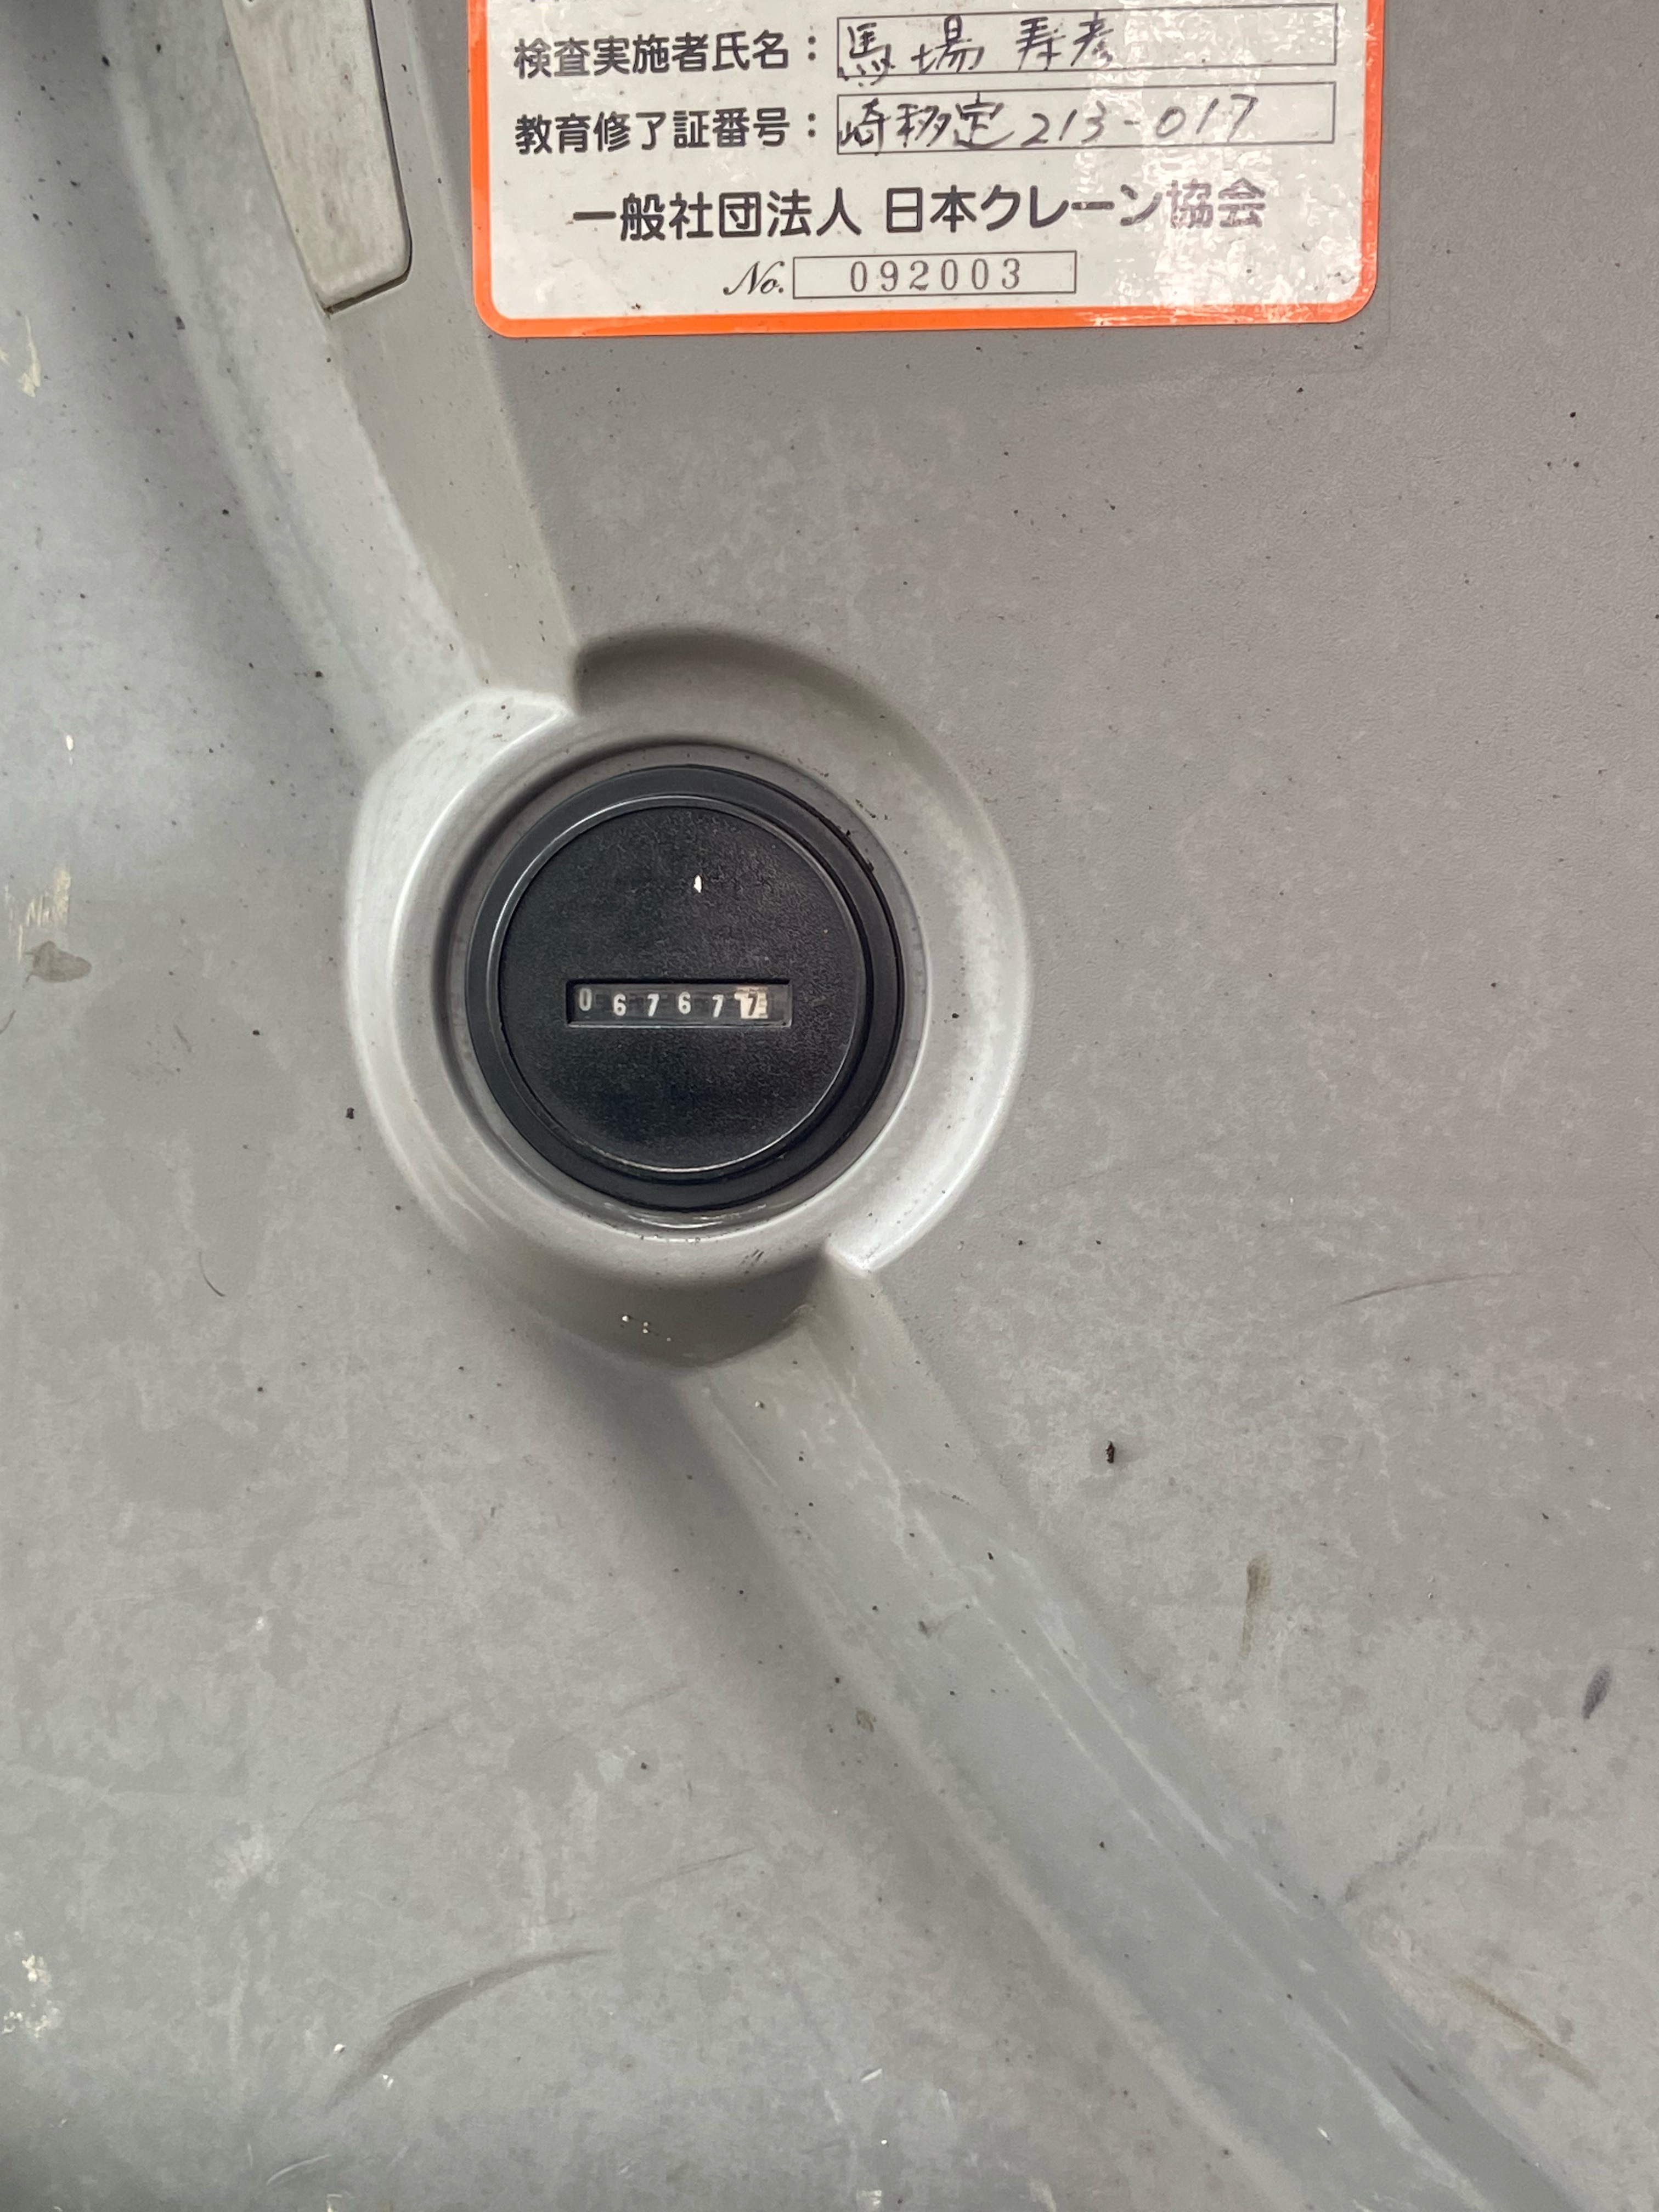 検査実施者氏名：馬場 寿彦
教育修了証番号：崎移定213-017
一般社団法人 日本クレーン協会
No. 092003
067677